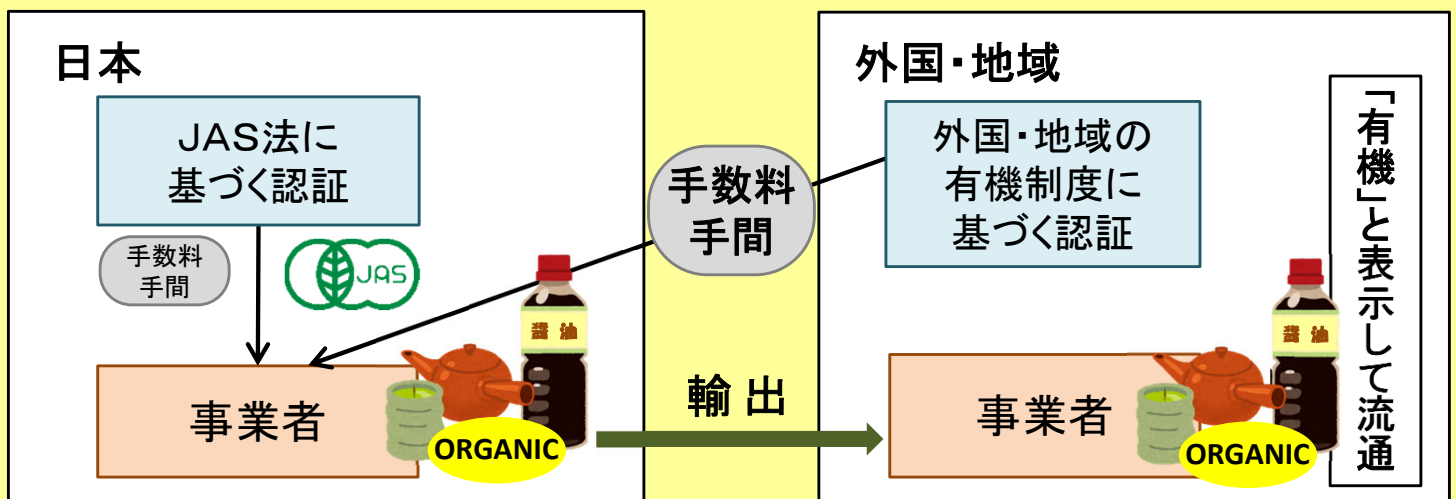 日本
JAS法に
基づく認証
手数料
手間
JAS
醤油
事業者
ORGANIC
手数料
手間
輸出
外国・地域
外国・地域の
有機制度に
基づく認証
醤油
事業者
ORGANIC
「有機」と表示して流通